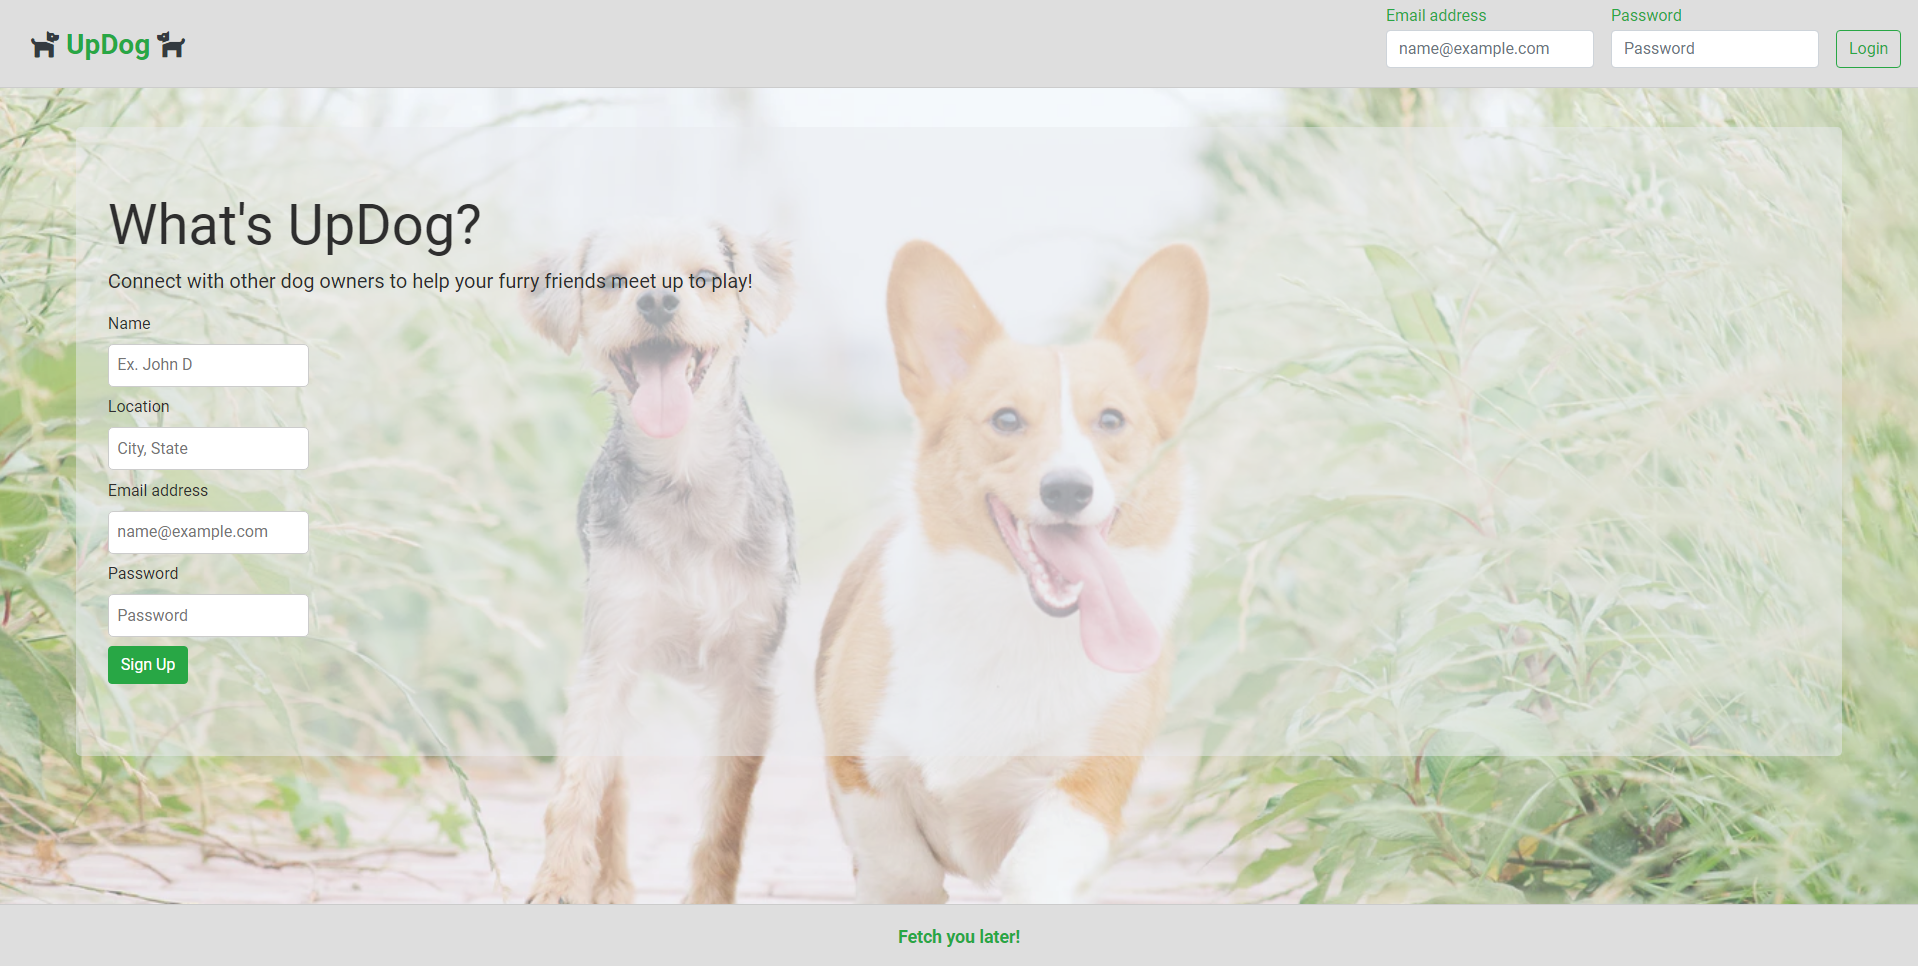 UpDog
Email address
Password
name@example.com
Password
Login
What's UpDog?
Connect with other dog owners to help your furry friends meet up to play!
Name
Ex. John D
Location
City, State
Email address
name@example.com
Password
Password
Sign Up
Fetch you later!